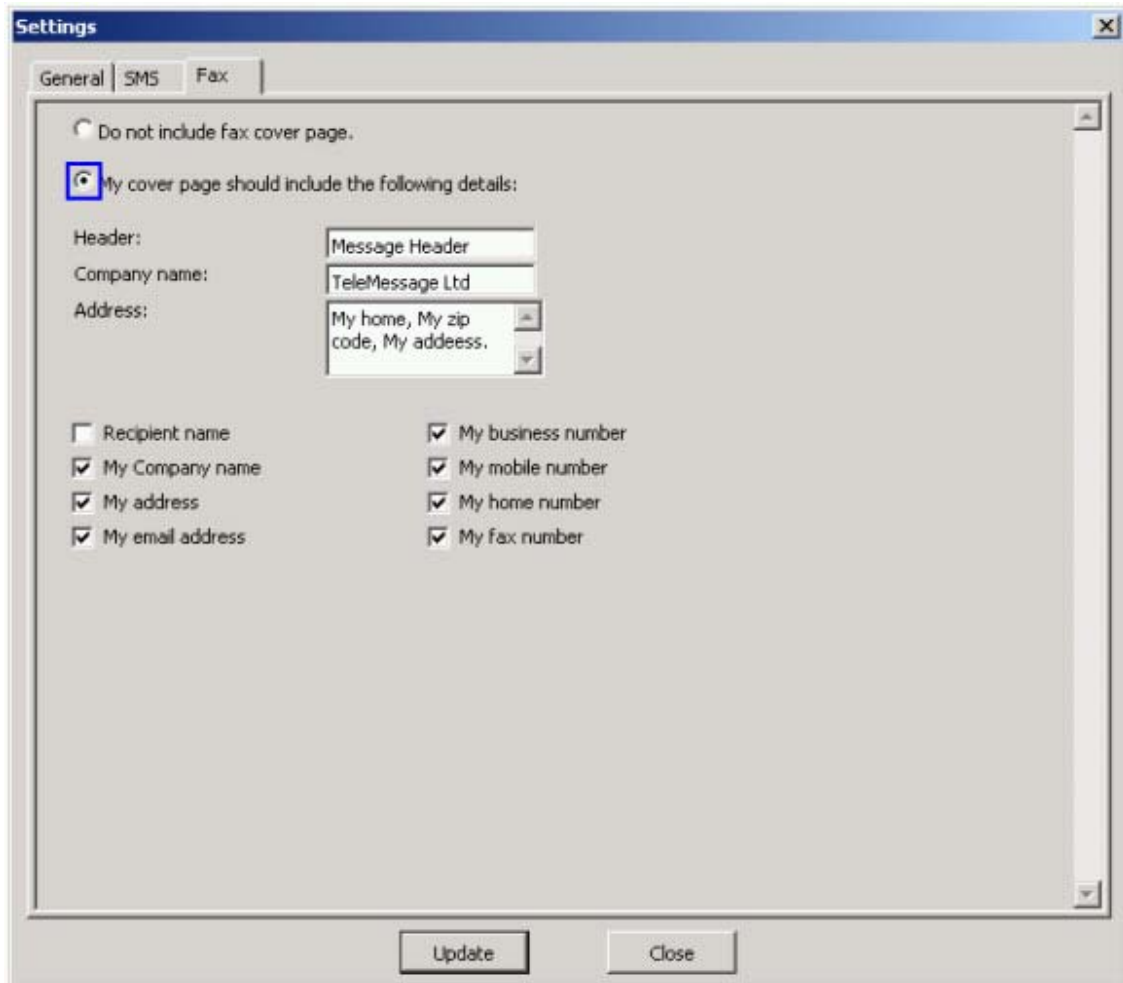 Settings
General SMS Fax
Do not include fax cover page.
My cover page should include the following details:
Header: Message Header
Company name: TeleMessage Ltd
Address: My home, My zip
code, My addeess.
Recipient name My business number
My Company name My mobile number
My address My home number
My email address My fax number
Update Close